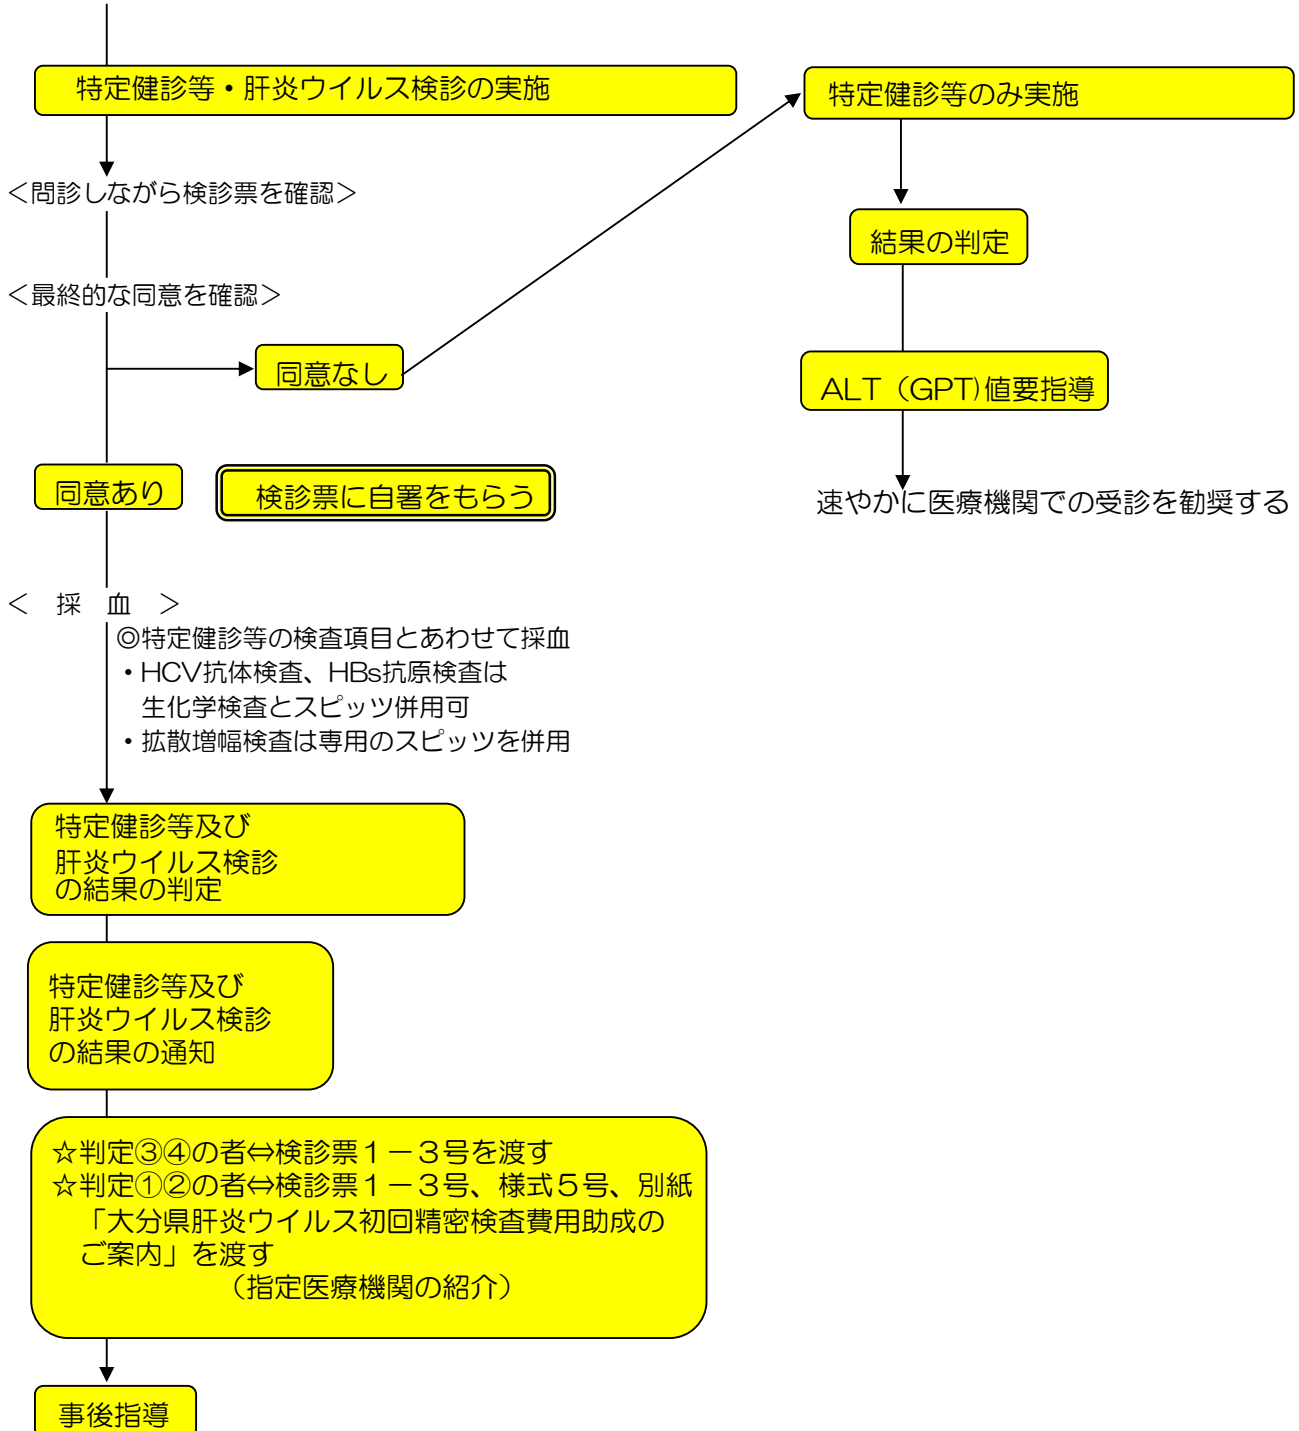 特定健診等・肝炎ウイルス検診の実施
特定健診等のみ実施
＜問診しながら検診票を確認＞
結果の判定
＜最終的な同意を確認＞
同意なし
ALT（GPT)値要指導
同意あり
検診票に自署をもらう
速やかに医療機関での受診を勧奨する
＜　採　血　＞
◎特定健診等の検査項目とあわせて採血
・HCV抗体検査、HBs抗原検査は
生化学検査とスピッツ併用可
・拡散増幅検査は専用のスピッツを併用
特定健診等及び
肝炎ウイルス検診
の結果の判定
特定健診等及び
肝炎ウイルス検診
の結果の通知
☆判定③④の者⇔検診票１－３号を渡す
☆判定①②の者⇔検診票１－３号、様式５号、別紙
「大分県肝炎ウイルス初回精密検査費用助成の
ご案内」を渡す
（指定医療機関の紹介）
事後指導